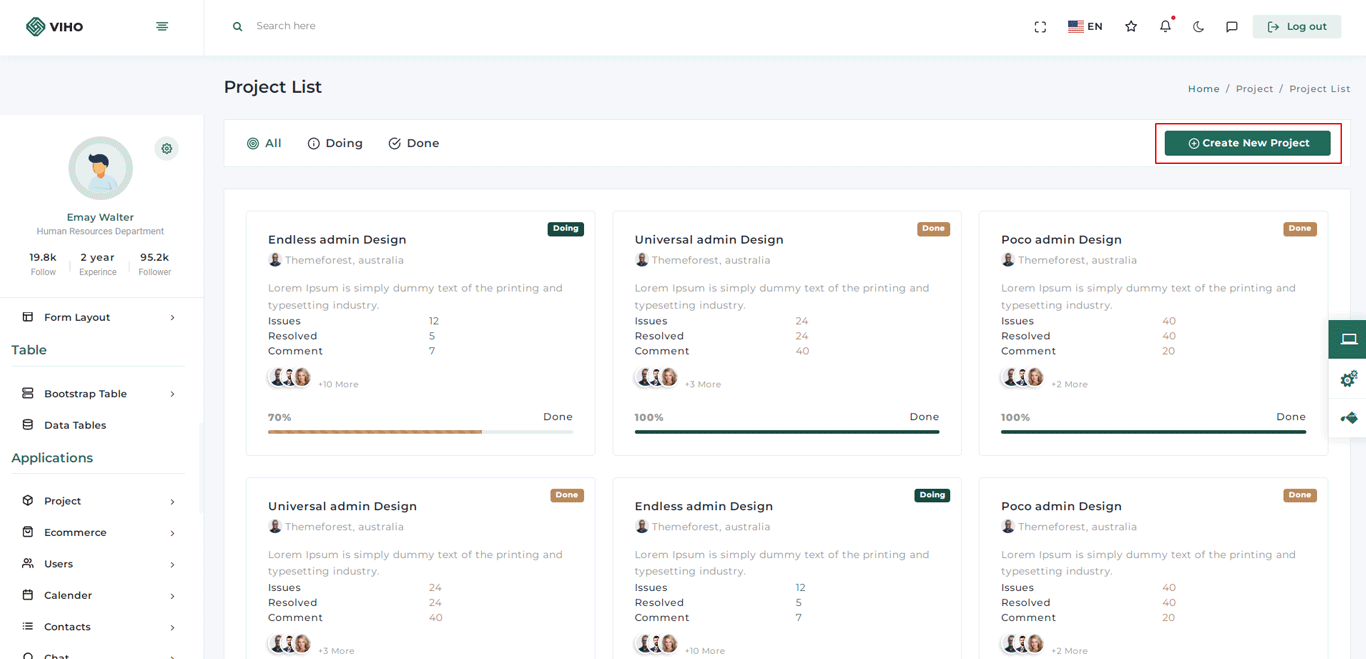 VIHO
Search here
EN
Log out
Project List
Home / Project / Project List
All
Doing
Done
Create New Project
Emay Walter
Human Resources Department
19.8k
Follow
2 year
Experince
95.2k
Follower
Form Layout
Table
Bootstrap Table
Data Tables
Applications
Project
Ecommerce
Users
Calender
Contacts
Chat
Doing
Endless admin Design
Themeforest, australia
Lorem Ipsum is simply dummy text of the printing and
typesetting industry.
Issues 12
Resolved 5
Comment 7
+10 More
70% Done
Done
Universal admin Design
Themeforest, australia
Lorem Ipsum is simply dummy text of the printing and
typesetting industry.
Issues 24
Resolved 24
Comment 40
+3 More
100% Done
Done
Poco admin Design
Themeforest, australia
Lorem Ipsum is simply dummy text of the printing and
typesetting industry.
Issues 40
Resolved 40
Comment 20
+2 More
100% Done
Done
Universal admin Design
Themeforest, australia
Lorem Ipsum is simply dummy text of the printing and
typesetting industry.
Issues 24
Resolved 24
Comment 40
+3 More
Doing
Endless admin Design
Themeforest, australia
Lorem Ipsum is simply dummy text of the printing and
typesetting industry.
Issues 12
Resolved 5
Comment 7
+10 More
Done
Poco admin Design
Themeforest, australia
Lorem Ipsum is simply dummy text of the printing and
typesetting industry.
Issues 40
Resolved 40
Comment 20
+2 More